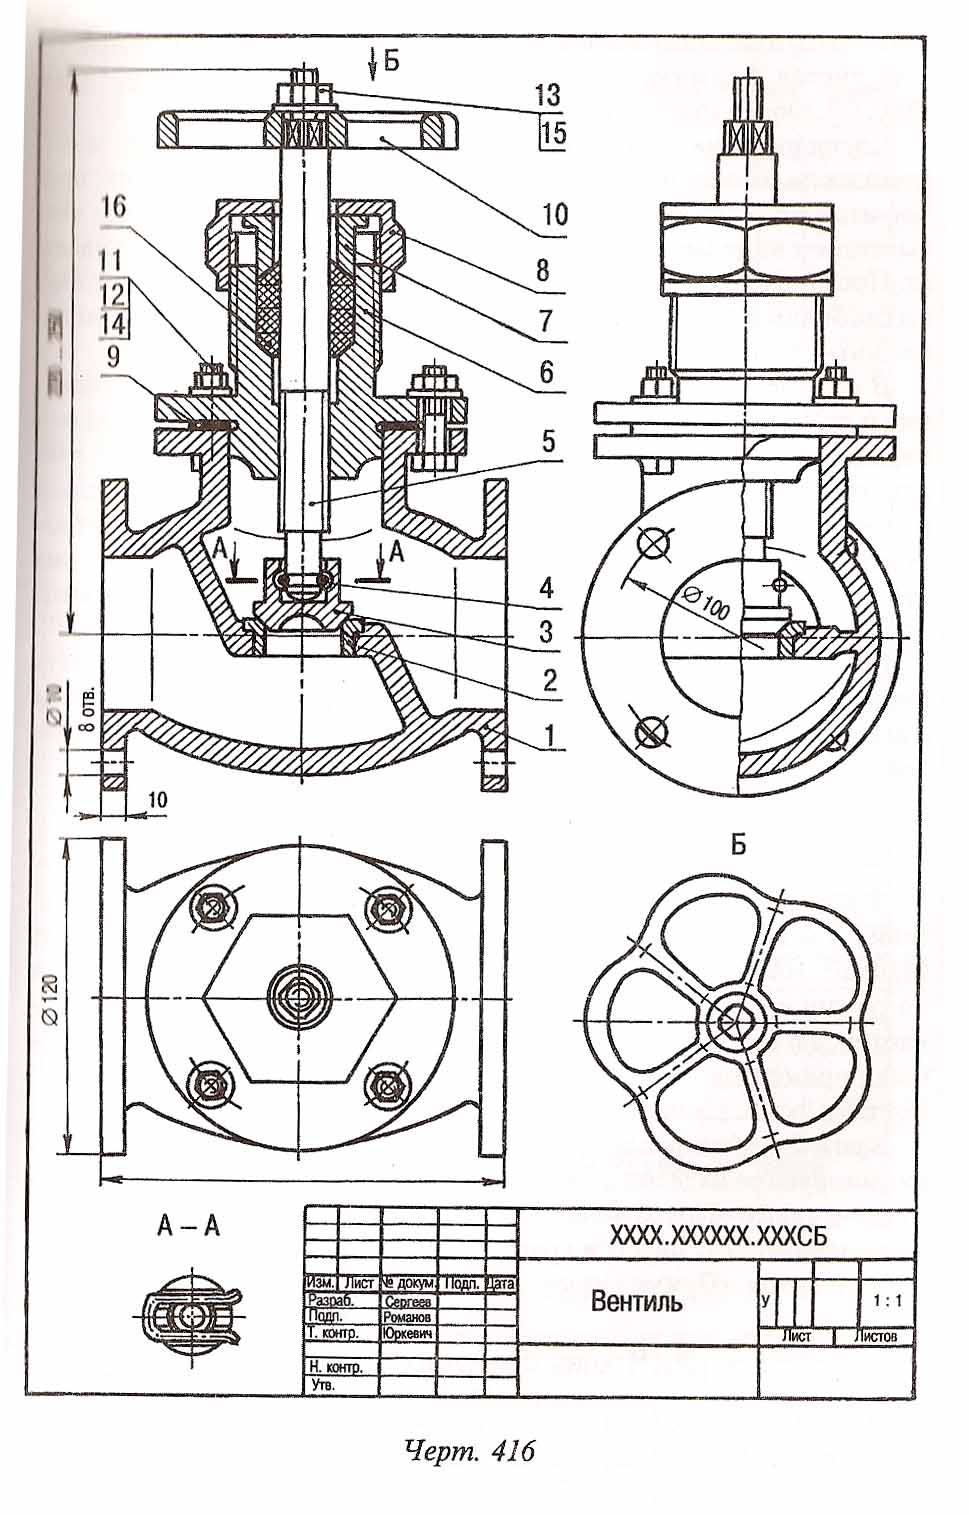 Б
13
15
10
16
8
11
12
14
9
7
6
5
А А
4
3
2
1
Ø10
8 отв.
10
Ø100
Ø120
Б
А – А
XXXX.XXXXXX.XXXСБ
Изм. Лист № докум. Подп. Дата
Разраб. Сергеев
Подп. Романов
Т. контр. Юркевич
Н. контр.
Утв.
Вентиль
У 1 : 1
Лист Листов
Черт. 416